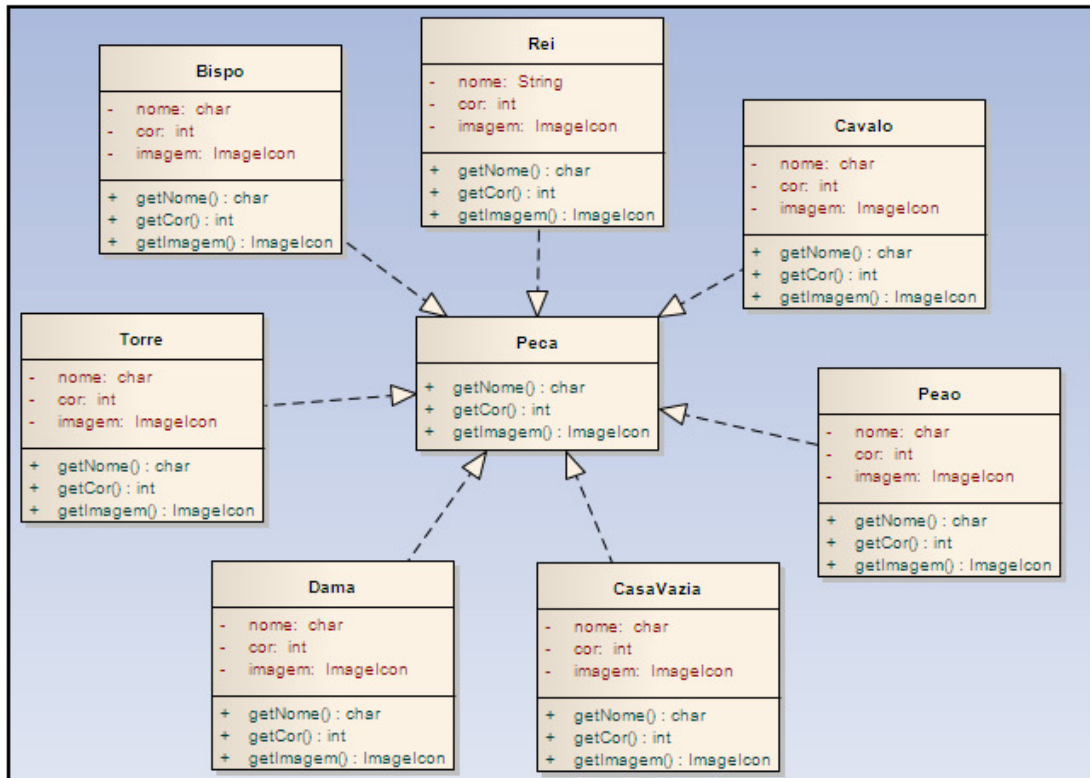 Bispo
- nome: char
- cor: int
- imagem: ImageIcon
+ getNome() : char
+ getCor() : int
+ getImagem() : ImageIcon
Rei
- nome: String
- cor: int
- imagem: ImageIcon
+ getNome() : char
+ getCor() : int
+ getImagem() : ImageIcon
Cavalo
- nome: char
- cor: int
- imagem: ImageIcon
+ getNome() : char
+ getCor() : int
+ getImagem() : ImageIcon
Torre
- nome: char
- cor: int
- imagem: ImageIcon
+ getNome() : char
+ getCor() : int
+ getImagem() : ImageIcon
Peca
+ getNome() : char
+ getCor() : int
+ getImagem() : ImageIcon
Peao
- nome: char
- cor: int
- imagem: ImageIcon
+ getNome() : char
+ getCor() : int
+ getImagem() : ImageIcon
Dama
- nome: char
- cor: int
- imagem: ImageIcon
+ getNome() : char
+ getCor() : int
+ getImagem() : ImageIcon
CasaVazia
- nome: char
- cor: int
- imagem: ImageIcon
+ getNome() : char
+ getCor() : int
+ getImagem() : ImageIcon